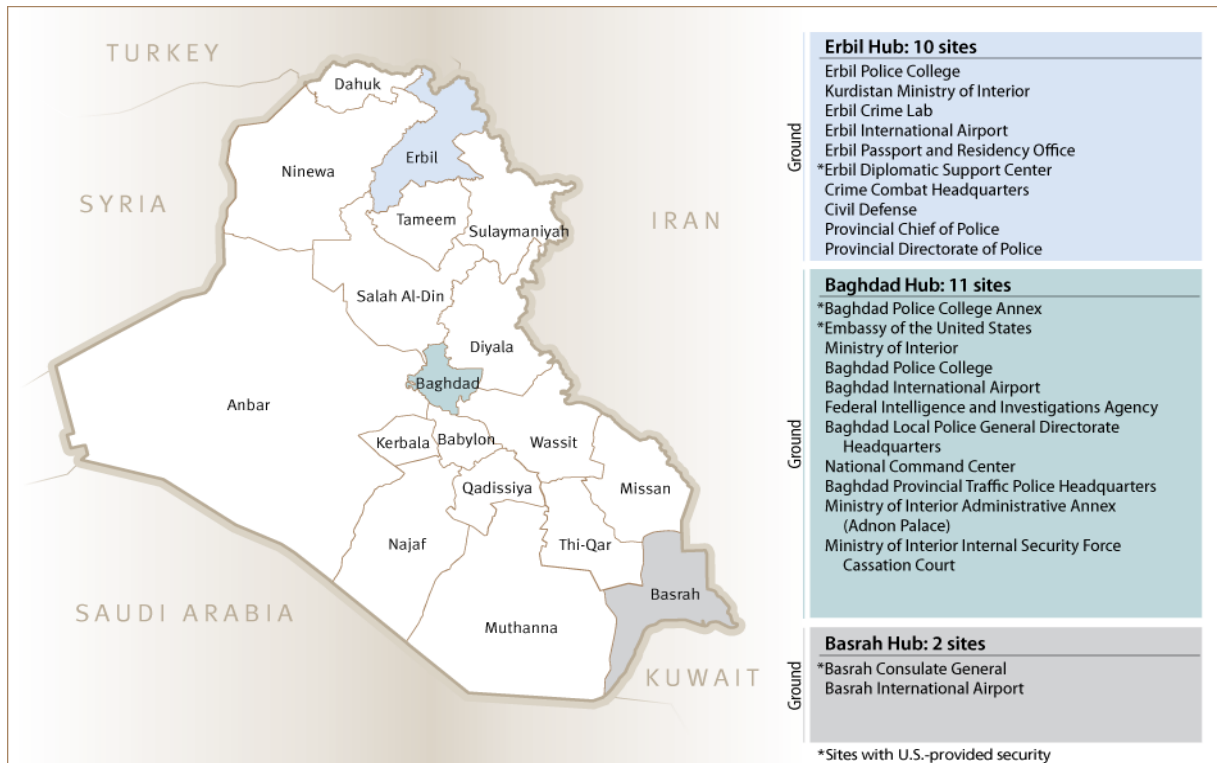 TURKEY
Dahuk
Erbil
Ninewa
SYRIA
IRAN
Tameem
Sulaymaniyah
Salah Al-Din
Diyala
Baghdad
Anbar
Kerbala
Babylon
Wassit
Qadissiya
Missan
Najaf
Thi-Qar
Basrah
SAUDI ARABIA
Muthanna
KUWAIT
Ground
Erbil Hub: 10 sites
Erbil Police College
Kurdistan Ministry of Interior
Erbil Crime Lab
Erbil International Airport
Erbil Passport and Residency Office
*Erbil Diplomatic Support Center
Crime Combat Headquarters
Civil Defense
Provincial Chief of Police
Provincial Directorate of Police
Ground
Baghdad Hub: 11 sites
*Baghdad Police College Annex
*Embassy of the United States
Ministry of Interior
Baghdad Police College
Baghdad International Airport
Federal Intelligence and Investigations Agency
Baghdad Local Police General Directorate
Headquarters
National Command Center
Baghdad Provincial Traffic Police Headquarters
Ministry of Interior Administrative Annex
(Adnon Palace)
Ministry of Interior Internal Security Force
Cassation Court
Ground
Basrah Hub: 2 sites
*Basrah Consulate General
Basrah International Airport
*Sites with U.S.-provided security